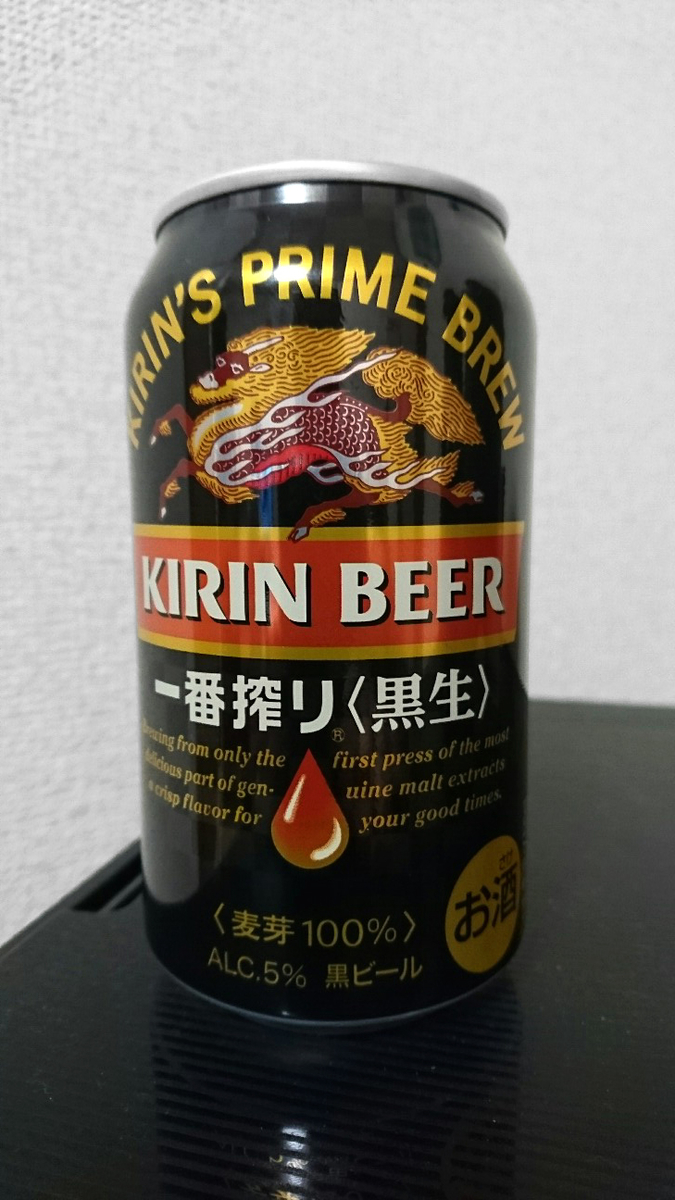 KIRIN'S PRIME BREW
KIRIN BEER
一番搾り〈黒生〉
®
Brewing from only the first press of the most
delicious part of gen- uine malt extracts
a crisp flavor for your good times.
さけ
お酒
〈麦芽100%〉
ALC.5% 黒ビール